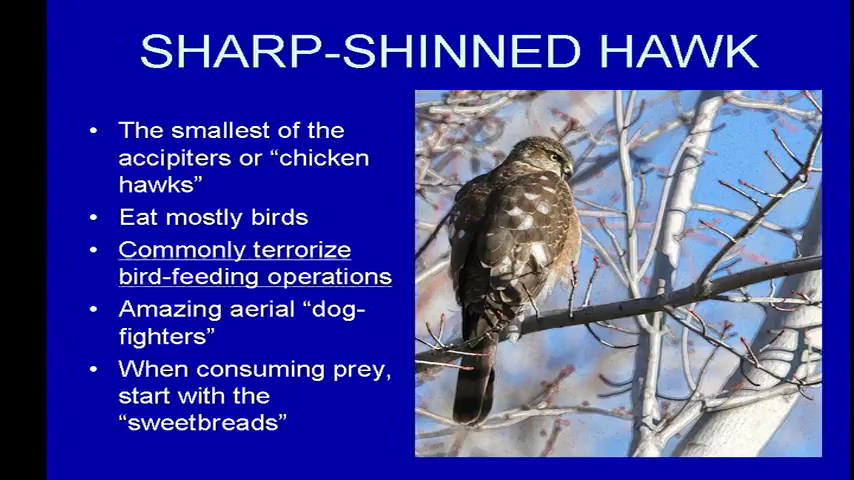 SHARP-SHINNED HAWK
• The smallest of the
accipiters or “chicken
hawks”
• Eat mostly birds
• Commonly terrorize
bird-feeding operations
• Amazing aerial “dog-
fighters”
• When consuming prey,
start with the
“sweetbreads”